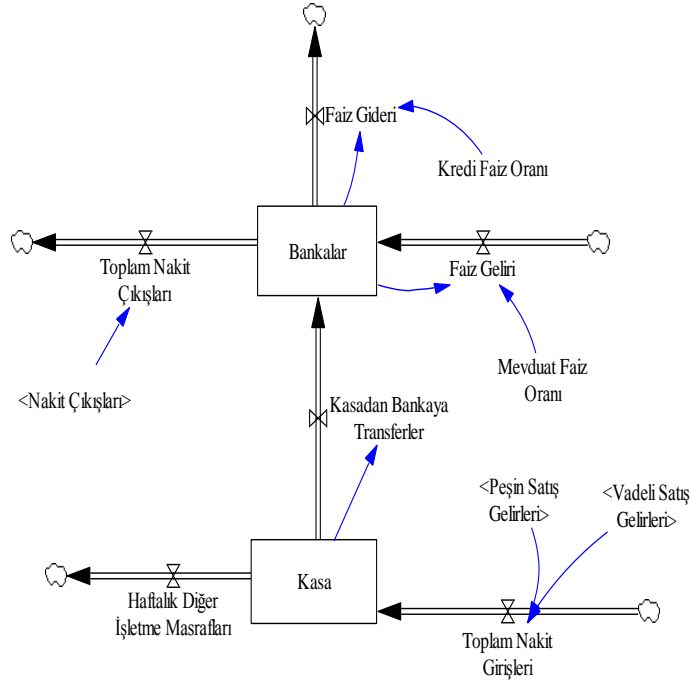 Faiz Gideri
Kredi Faiz Oranı
Bankalar
Toplam Nakit
Çıkışları
Faiz Geliri
<Nakit Çıkışları>
Mevduat Faiz
Oranı
Kasadan Bankaya
Transferler
<Peşin Satış
Gelirleri>
<Vadeli Satış
Gelirleri>
Kasa
Haftalık Diğer
İşletme Masrafları
Toplam Nakit
Girişleri